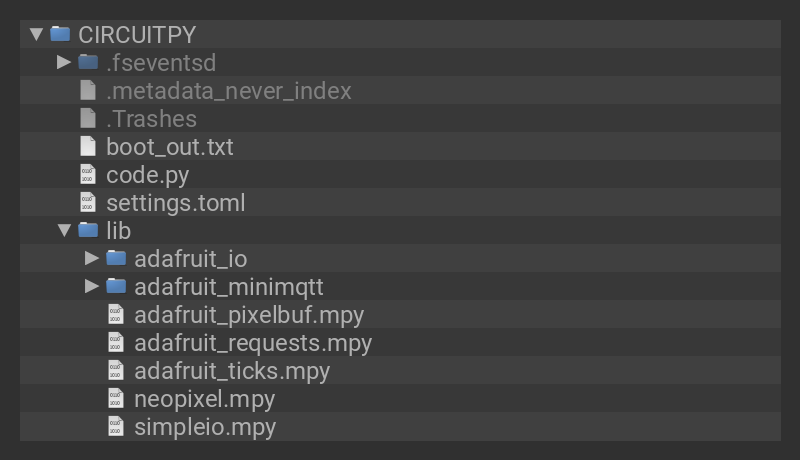 CIRCUITPY
.fseventsd
.metadata_never_index
.Trashes
boot_out.txt
code.py
settings.toml
lib
adafruit_io
adafruit_minimqtt
adafruit_pixelbuf.mpy
adafruit_requests.mpy
adafruit_ticks.mpy
neopixel.mpy
simpleio.mpy